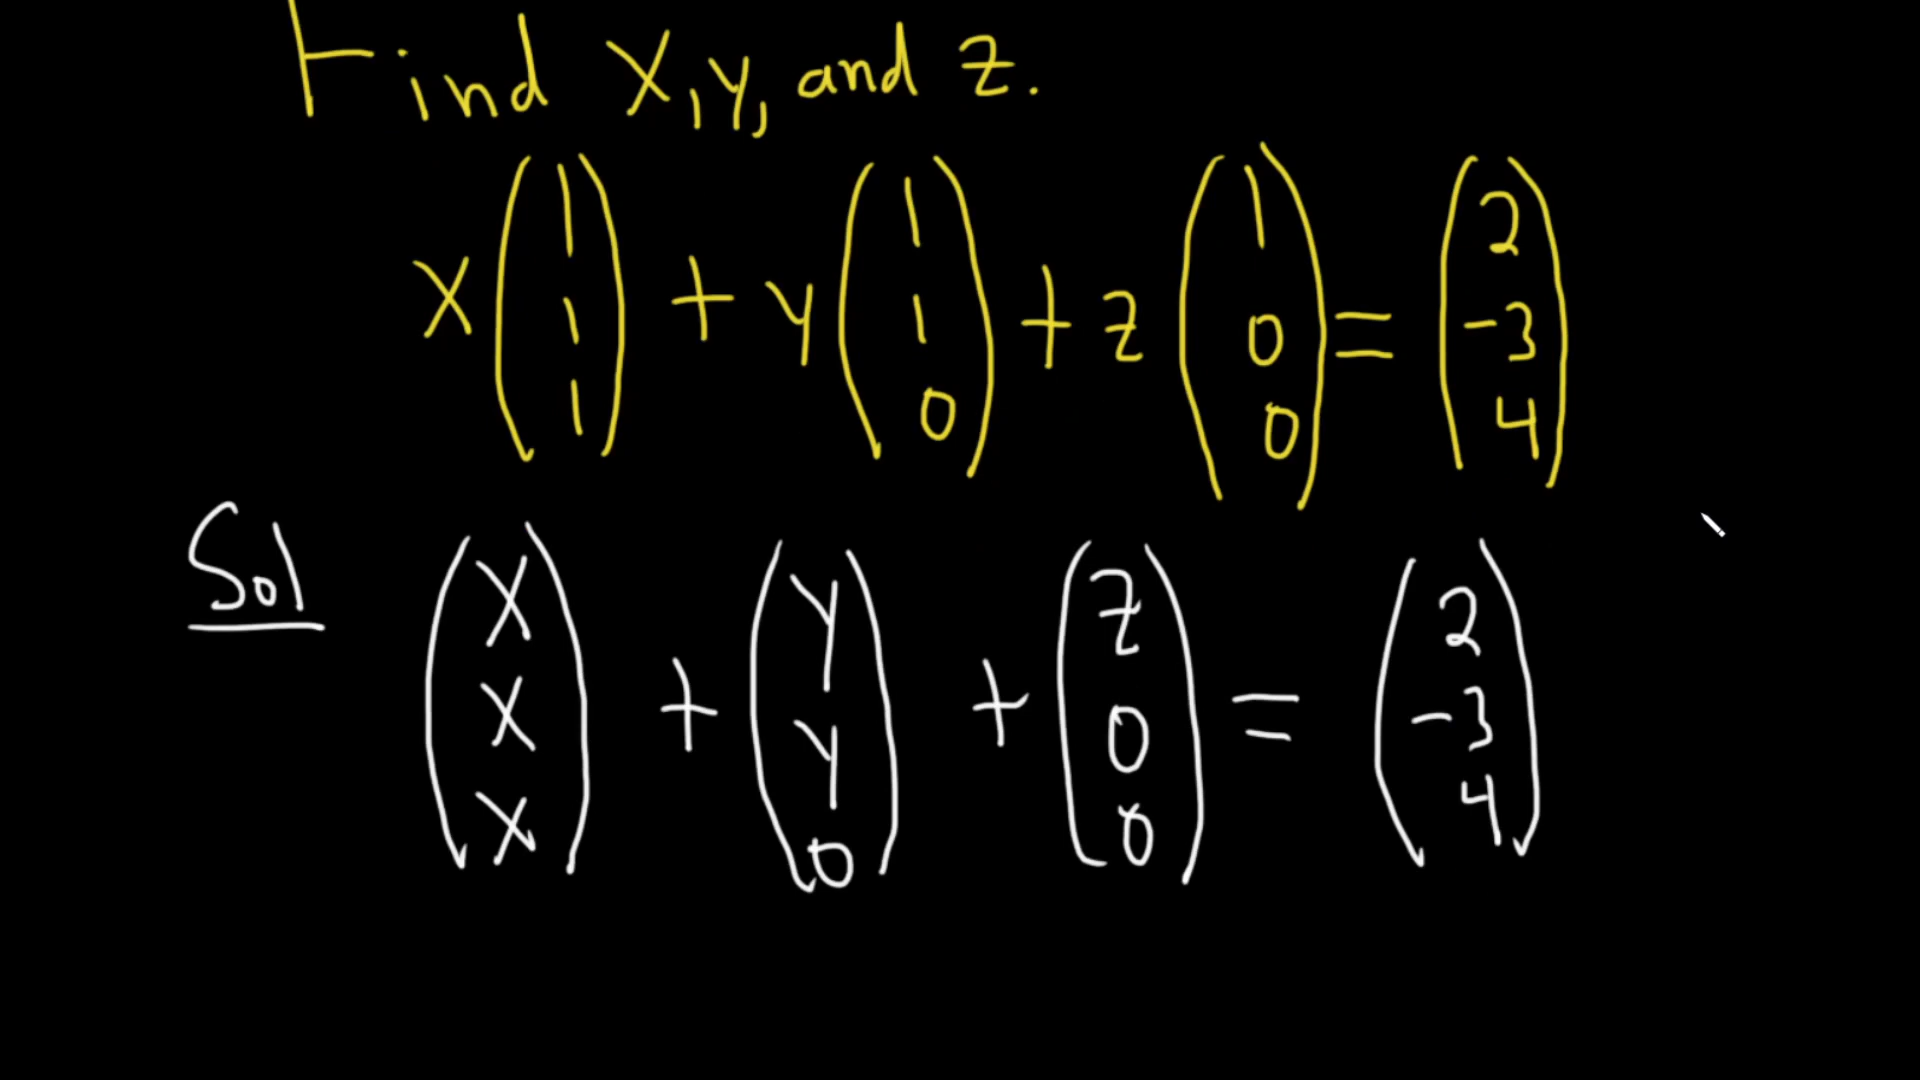 Find X, Y, and Z.
X (1 1 1) + Y (1 1 0) + Z (1 0 0) = (2 -3 4)
Sol (X X X) + (Y Y 0) + (Z 0 0) = (2 -3 4)